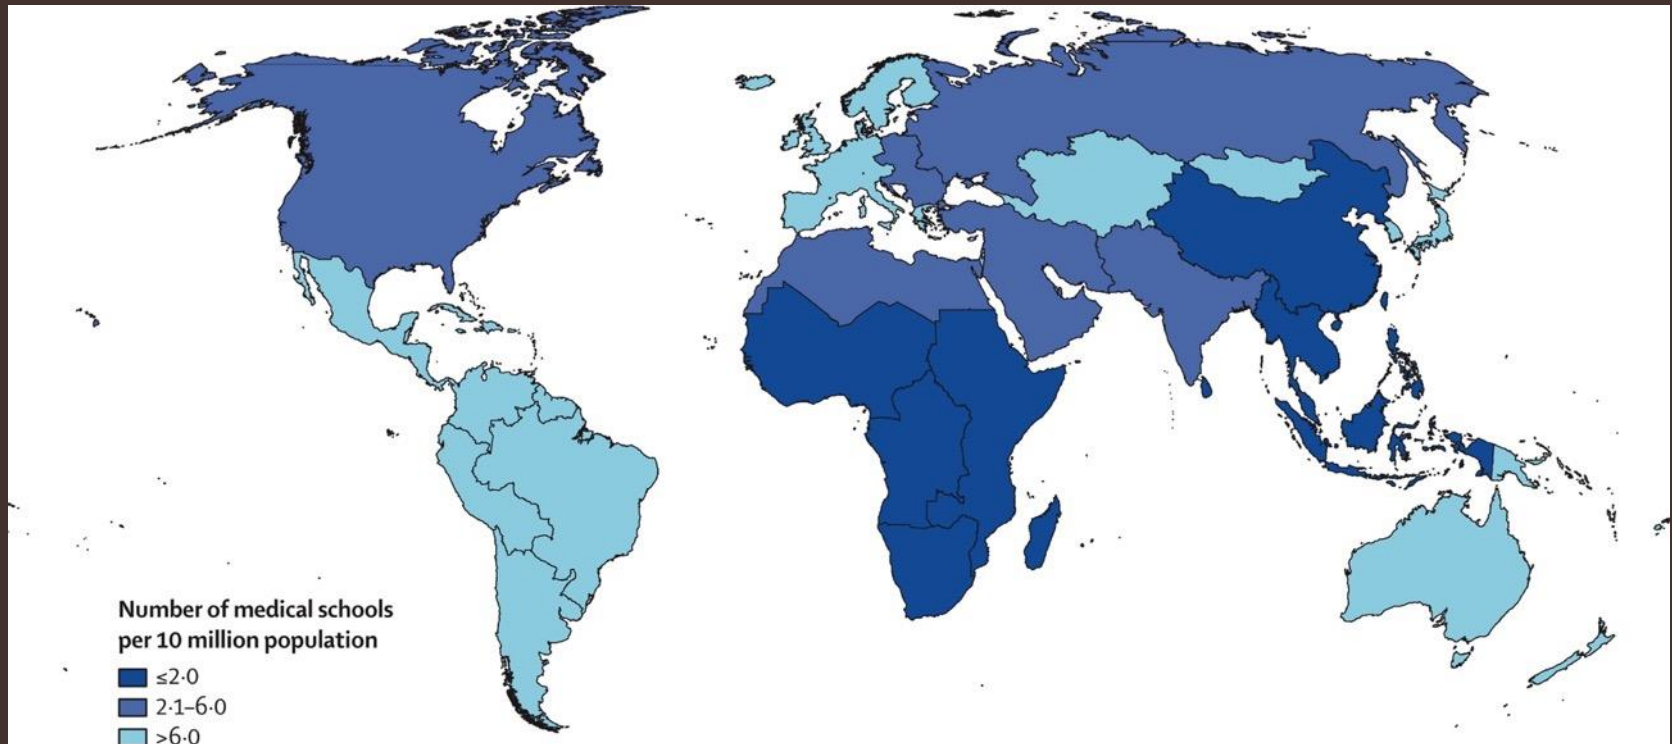 Number of medical schools
per 10 million population
≤2·0
2·1–6·0
>6·0